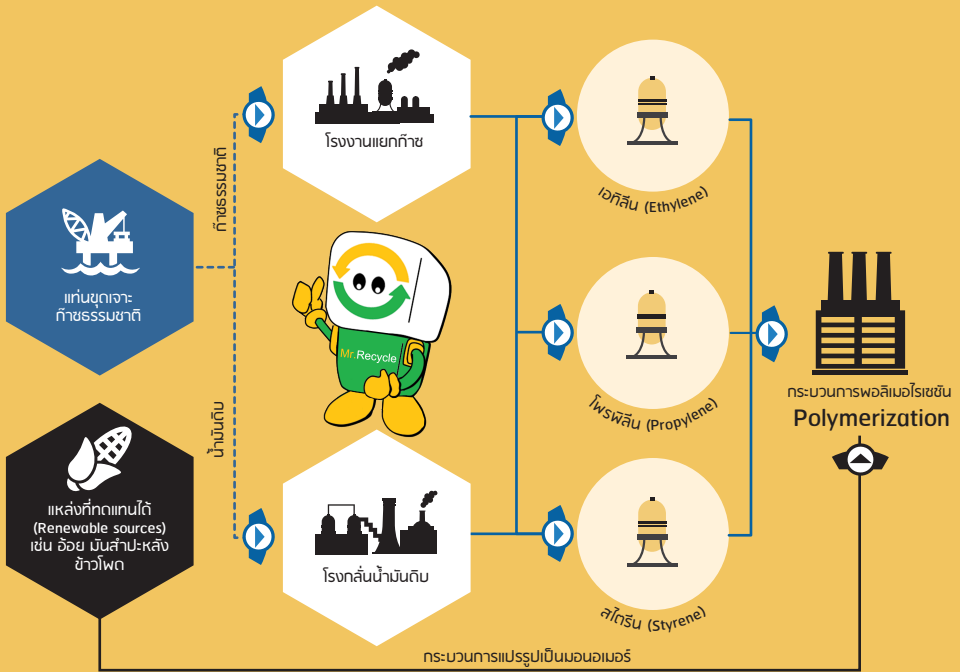 แท่นขุดเจาะ
ก๊าซธรรมชาติ
แหล่งที่ทดแทนได้
(Renewable sources)
เช่น อ้อย มันสำปะหลัง
ข้าวโพด
ก๊าซธรรมชาติ
น้ำมันดิบ
โรงงานแยกก๊าซ
Mr.Recycle
โรงกลั่นน้ำมันดิบ
เอทิลีน (Ethylene)
โพรพิลีน (Propylene)
สไตรีน (Styrene)
กระบวนการพอลิเมอไรเซชัน
Polymerization
กระบวนการแปรรูปเป็นมอนอเมอร์